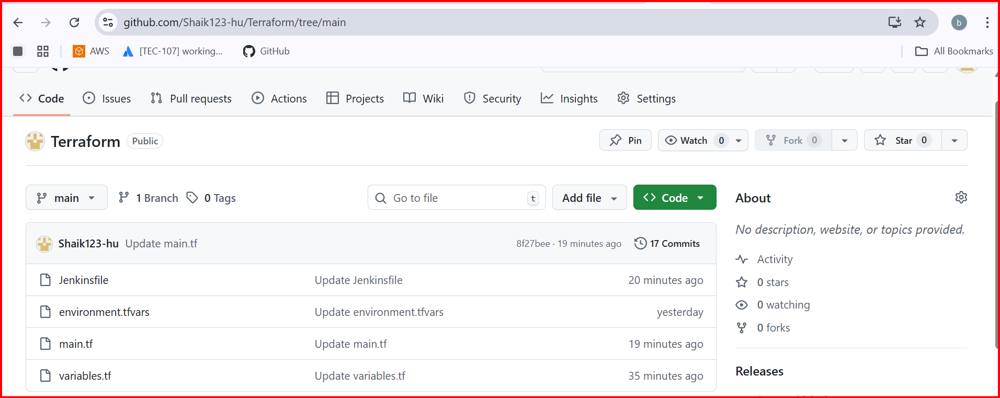 github.com/Shaik123-hu/Terraform/tree/main
b
AWS
[TEC-107] working...
GitHub
All Bookmarks
Code
Issues
Pull requests
Actions
Projects
Wiki
Security
Insights
Settings
Terraform
Public
Pin
Watch 0
Fork 0
Star 0
main
1 Branch
0 Tags
Go to file
t
Add file
Code
About
No description, website, or topics provided.
Shaik123-hu Update main.tf
8f27bee · 19 minutes ago
17 Commits
Jenkinsfile
Update Jenkinsfile
20 minutes ago
environment.tfvars
Update environment.tfvars
yesterday
main.tf
Update main.tf
19 minutes ago
variables.tf
Update variables.tf
35 minutes ago
Activity
0 stars
0 watching
0 forks
Releases